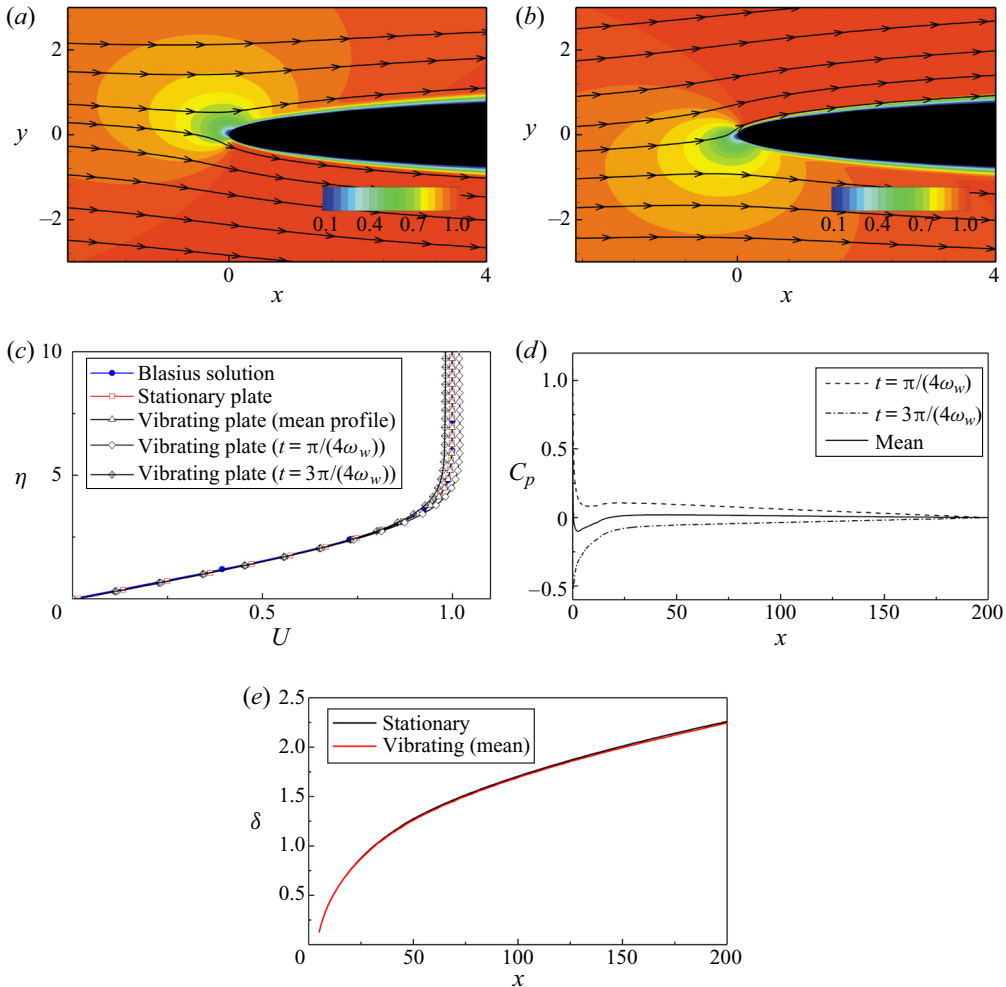 (a)
2
y
0
−2
0.1 0.4 0.7 1.0
0
4
x
(b)
2
y
0
−2
0.1 0.4 0.7 1.0
0
4
x
(c)
10
η
5
0
Blasius solution
Stationary plate
Vibrating plate (mean profile)
Vibrating plate (t = π/(4ω_w))
Vibrating plate (t = 3π/(4ω_w))
0.5
1.0
U
(d)
1.0
0.5
C_p
0
−0.5
t = π/(4ω_w)
t = 3π/(4ω_w)
Mean
0
50
100
150
200
x
(e)
2.5
2.0
1.5
δ
1.0
0.5
Stationary
Vibrating (mean)
0
50
100
150
200
x